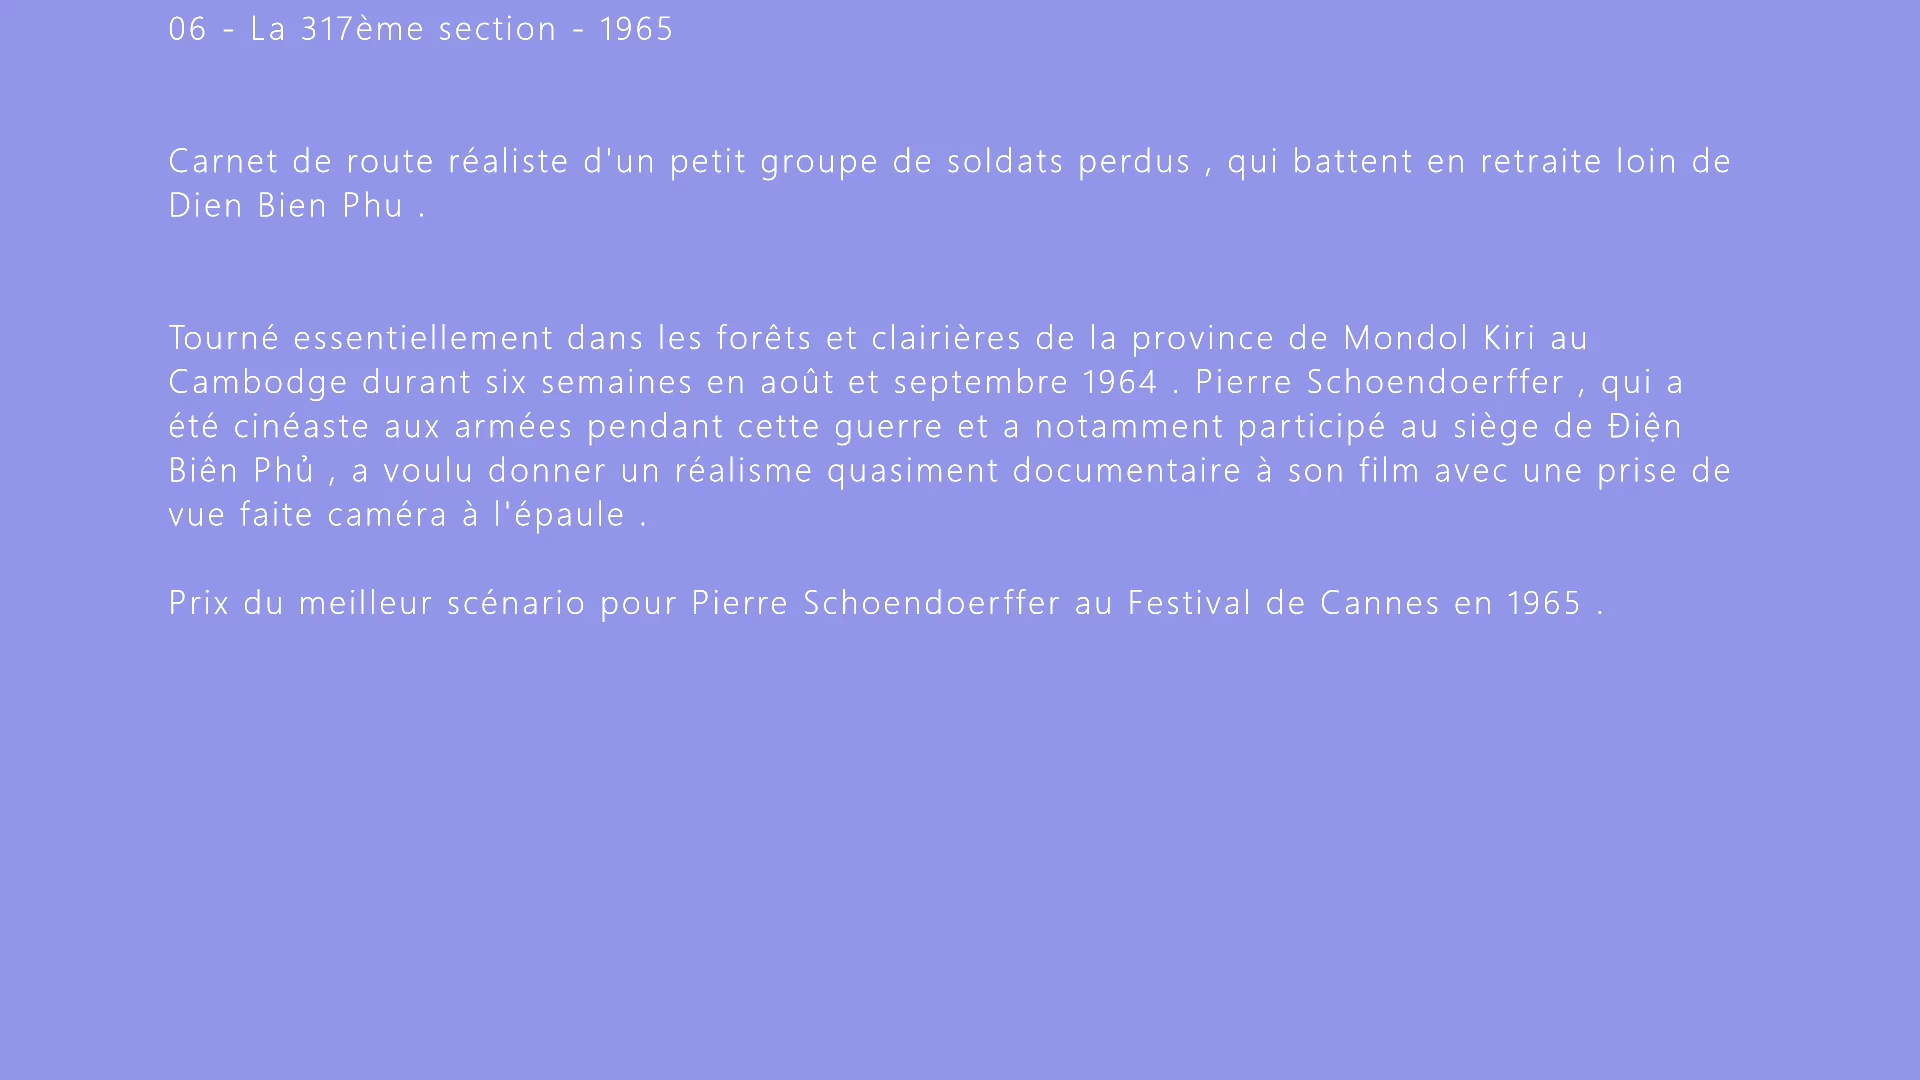 06 - La 317ème section - 1965
Carnet de route réaliste d'un petit groupe de soldats perdus , qui battent en retraite loin de
Dien Bien Phu .
Tourné essentiellement dans les forêts et clairières de la province de Mondol Kiri au
Cambodge durant six semaines en août et septembre 1964 . Pierre Schoendoerffer , qui a
été cinéaste aux armées pendant cette guerre et a notamment participé au siège de Điện
Biên Phủ , a voulu donner un réalisme quasiment documentaire à son film avec une prise de
vue faite caméra à l'épaule .
Prix du meilleur scénario pour Pierre Schoendoerffer au Festival de Cannes en 1965 .